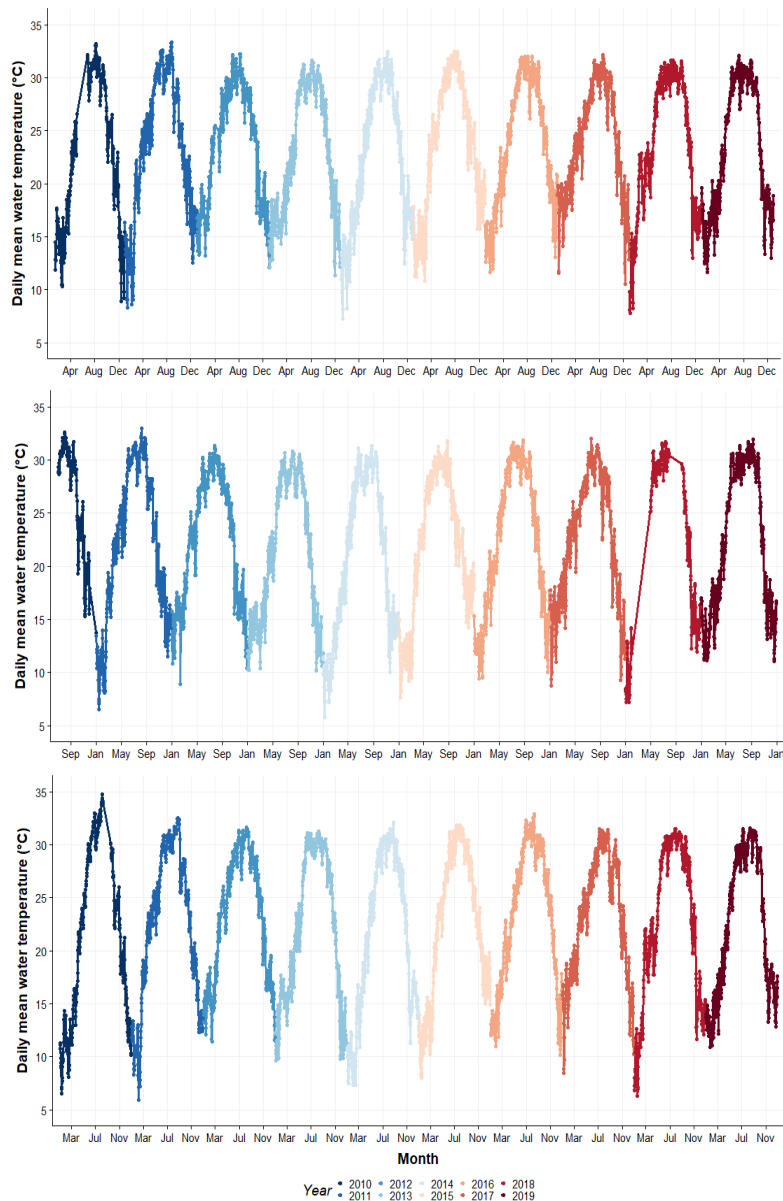 Daily mean water temperature (°C)
35
30
25
20
15
10
5
Apr Aug Dec Apr Aug Dec Apr Aug Dec Apr Aug Dec Apr Aug Dec Apr Aug Dec Apr Aug Dec Apr Aug Dec Apr Aug Dec Apr Aug Dec
Daily mean water temperature (°C)
35
30
25
20
15
10
5
Sep Jan May Sep Jan May Sep Jan May Sep Jan May Sep Jan May Sep Jan May Sep Jan May Sep Jan May Sep Jan May Sep Jan
Daily mean water temperature (°C)
35
30
25
20
15
10
5
Mar Jul Nov Mar Jul Nov Mar Jul Nov Mar Jul Nov Mar Jul Nov Mar Jul Nov Mar Jul Nov Mar Jul Nov Mar Jul Nov Mar Jul Nov
Month
Year
2010 2012 2014 2016 2018
2011 2013 2015 2017 2019